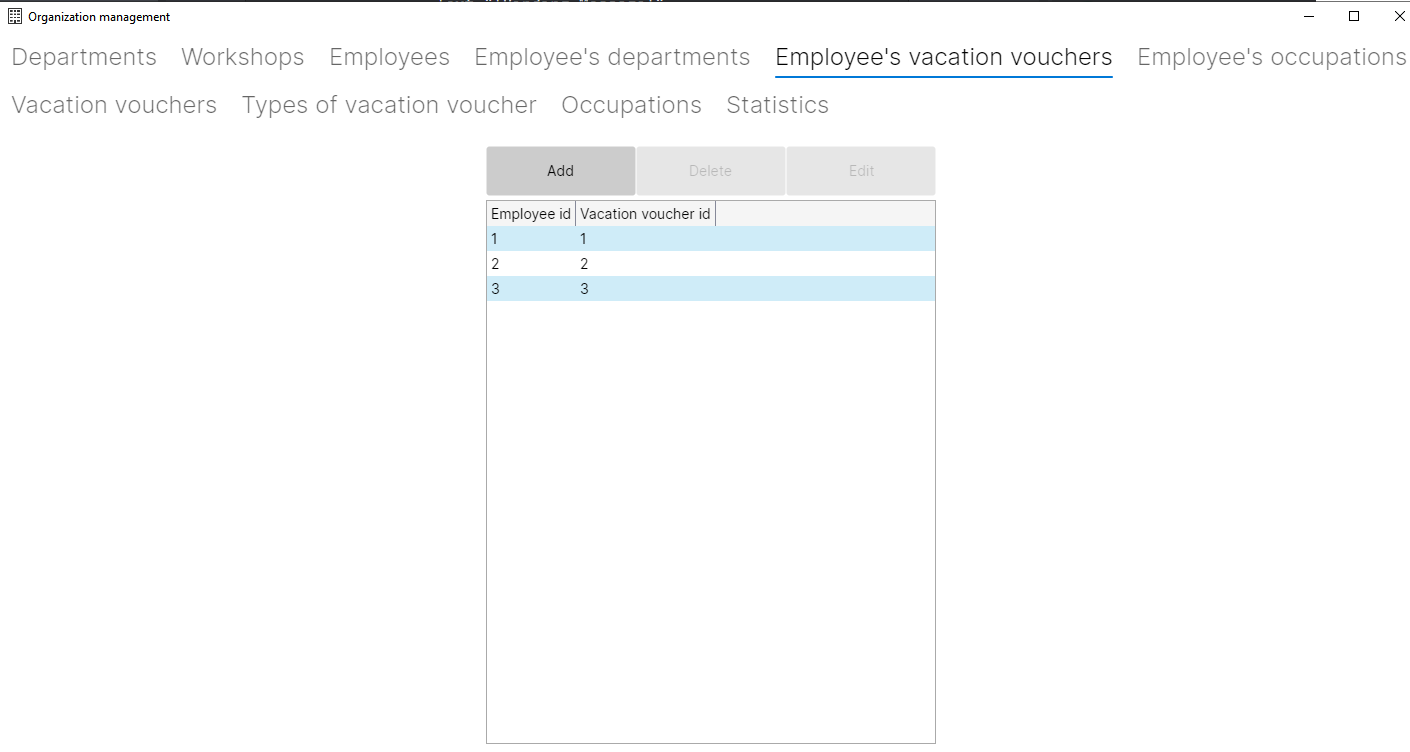 Organization management
Departments Workshops Employees Employee's departments Employee's vacation vouchers Employee's occupations
Vacation vouchers Types of vacation voucher Occupations Statistics
Add Delete Edit
Employee id Vacation voucher id
1 1
2 2
3 3